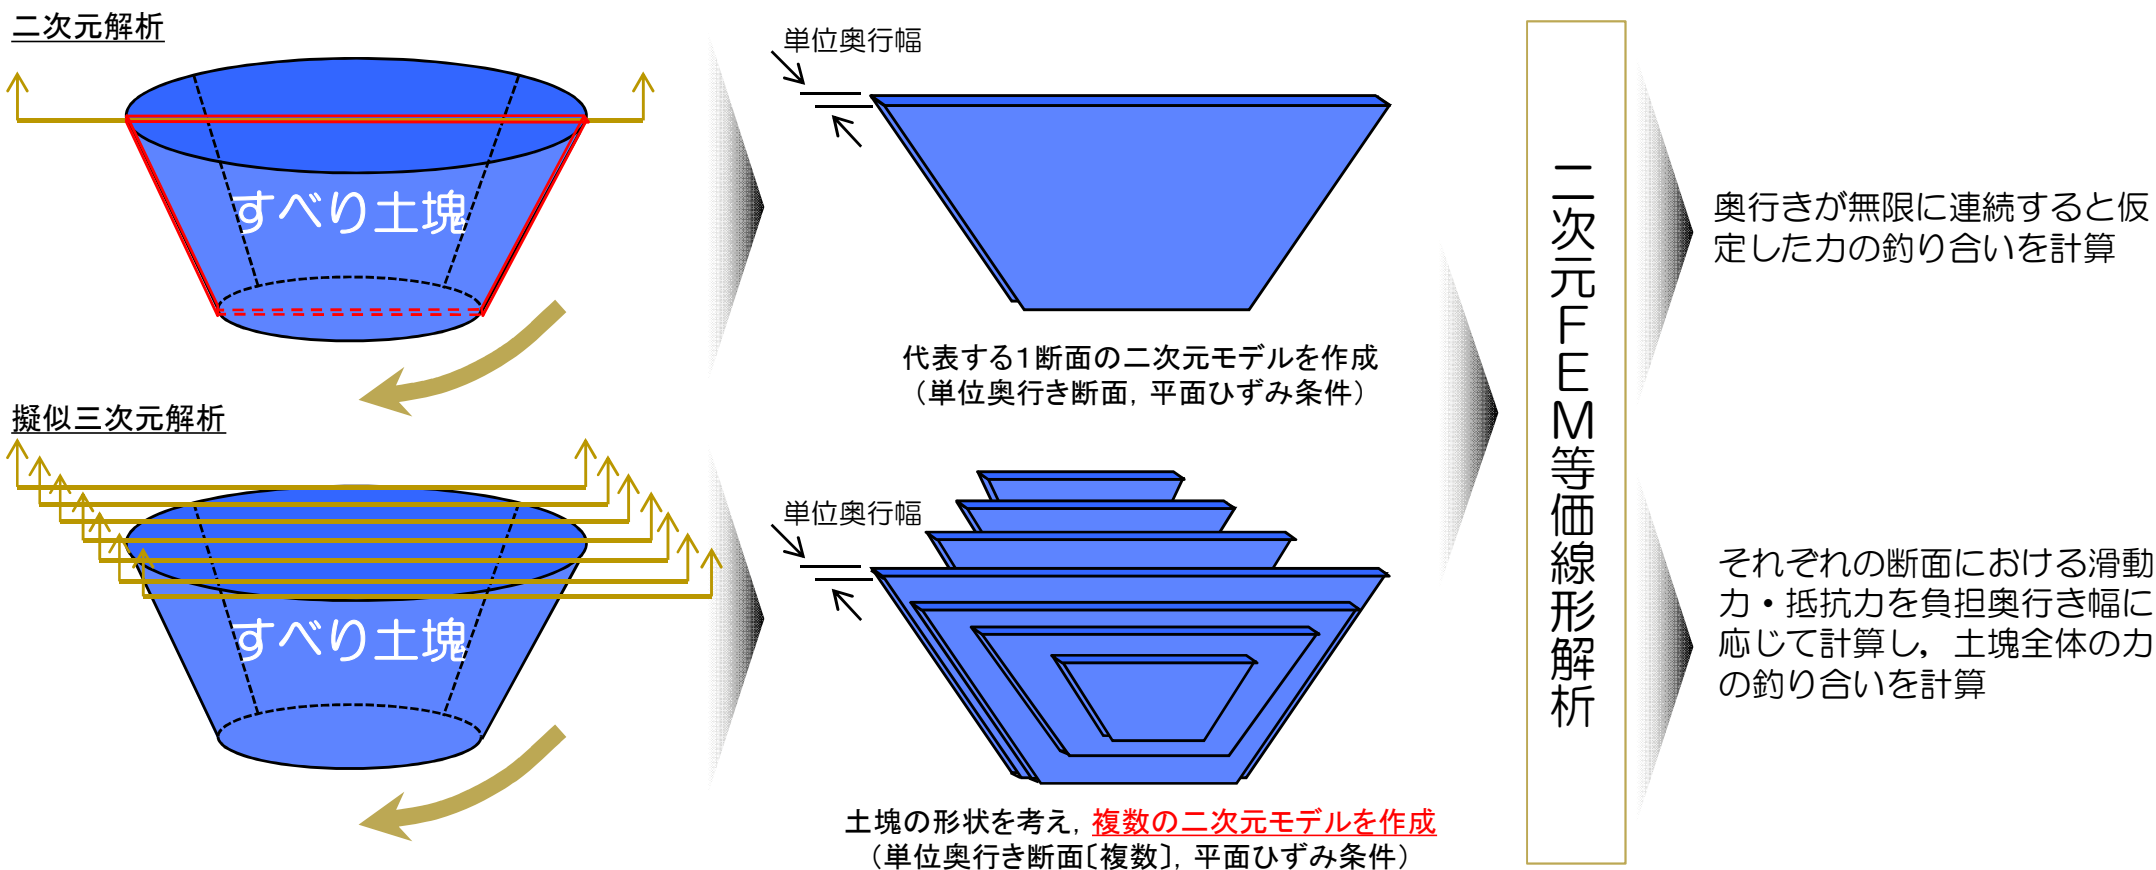 二次元解析
すべり土塊
単位奥行幅
代表する1断面の二次元モデルを作成
（単位奥行き断面，平面ひずみ条件）
擬似三次元解析
すべり土塊
単位奥行幅
土塊の形状を考え，複数の二次元モデルを作成
（単位奥行き断面〔複数〕，平面ひずみ条件）
二次元ＦＥＭ等価線形解析
奥行きが無限に連続すると仮
定した力の釣り合いを計算
それぞれの断面における滑動
力・抵抗力を負担奥行き幅に
応じて計算し，土塊全体の力
の釣り合いを計算